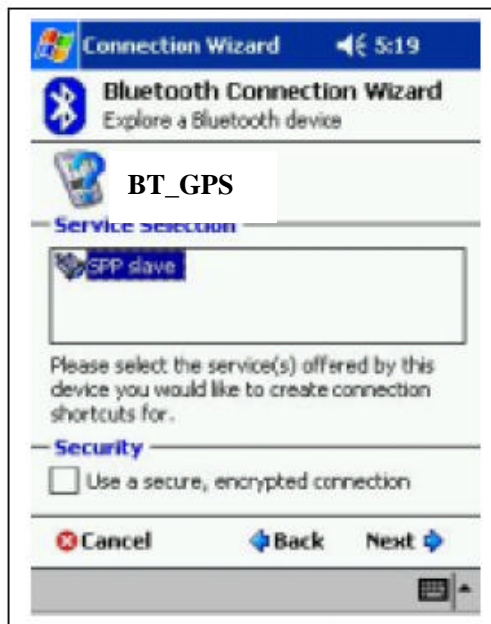 Connection Wizard 5:19
Bluetooth Connection Wizard
Explore a Bluetooth device
BT_GPS
Service Selection
SPP slave
Please select the service(s) offered by this
device you would like to create connection
shortcuts for.
Security
Use a secure, encrypted connection
Cancel Back Next